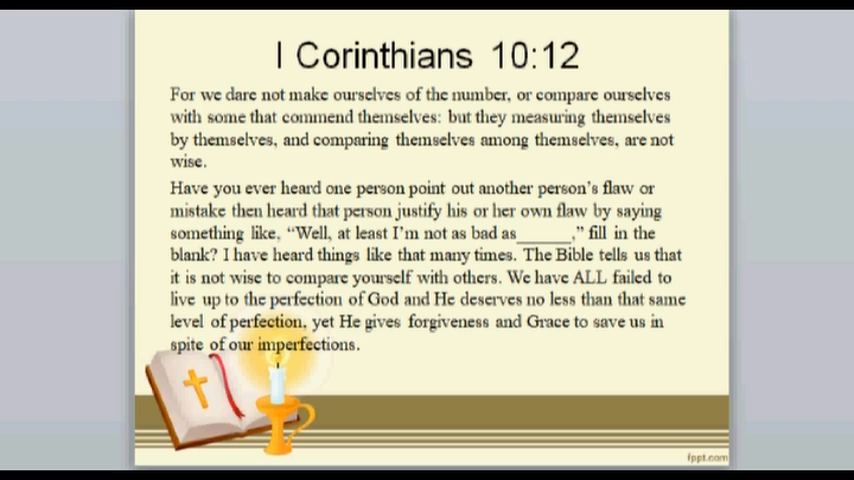 I Corinthians 10:12
For we dare not make ourselves of the number, or compare ourselves
with some that commend themselves: but they measuring themselves
by themselves, and comparing themselves among themselves, are not
wise.
Have you ever heard one person point out another person's flaw or
mistake then heard that person justify his or her own flaw by saying
something like, “Well, at least I'm not as bad as______,” fill in the
blank? I have heard things like that many times. The Bible tells us that
it is not wise to compare yourself with others. We have ALL failed to
live up to the perfection of God and He deserves no less than that same
level of perfection, yet He gives forgiveness and Grace to save us in
spite of our imperfections.
fppt.com